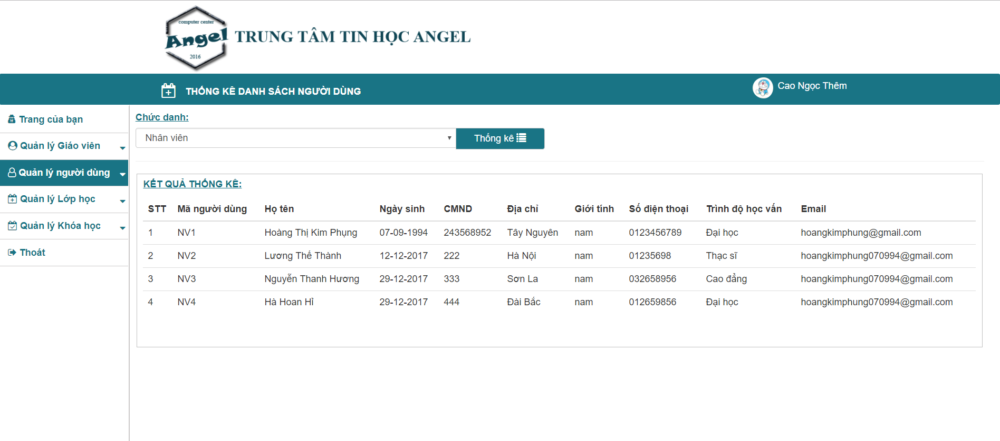 computer center
Angel
2016
TRUNG TÂM TIN HỌC ANGEL
THỐNG KÊ DANH SÁCH NGƯỜI DÙNG
Cao Ngọc Thêm
Trang của bạn
Quản lý Giáo viên
Quản lý người dùng
Quản lý Lớp học
Quản lý Khóa học
Thoát
Chức danh:
Nhân viên
Thống kê
KẾT QUẢ THỐNG KÊ:
STT Mã người dùng Họ tên Ngày sinh CMND Địa chỉ Giới tính Số điện thoại Trình độ học vấn Email
1 NV1 Hoàng Thị Kim Phụng 07-09-1994 243568952 Tây Nguyên nam 0123456789 Đại học hoangkimphung@gmail.com
2 NV2 Lương Thế Thành 12-12-2017 222 Hà Nội nam 01235698 Thạc sĩ hoangkimphung070994@gmail.com
3 NV3 Nguyễn Thanh Hương 29-12-2017 333 Sơn La nam 032658956 Cao đẳng hoangkimphung070994@gmail.com
4 NV4 Hà Hoan Hỉ 29-12-2017 444 Đài Bắc nam 012659856 Đại học hoangkimphung070994@gmail.com